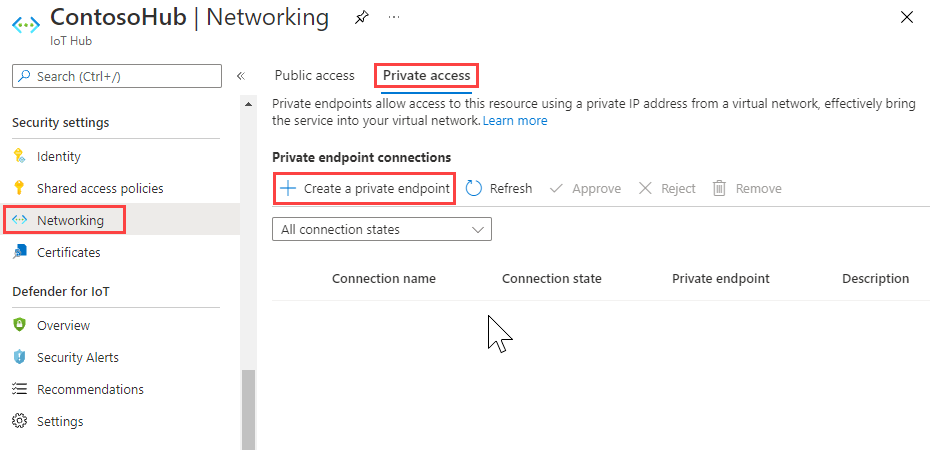 ContosoHub | Networking ...
IoT Hub
Search (Ctrl+/)
«
Security settings
Identity
Shared access policies
Networking
Certificates
Defender for IoT
Overview
Security Alerts
Recommendations
Settings
Public access
Private access
Private endpoints allow access to this resource using a private IP address from a virtual network, effectively bring
the service into your virtual network. Learn more
Private endpoint connections
+ Create a private endpoint
Refresh
Approve
Reject
Remove
All connection states
Connection name
Connection state
Private endpoint
Description